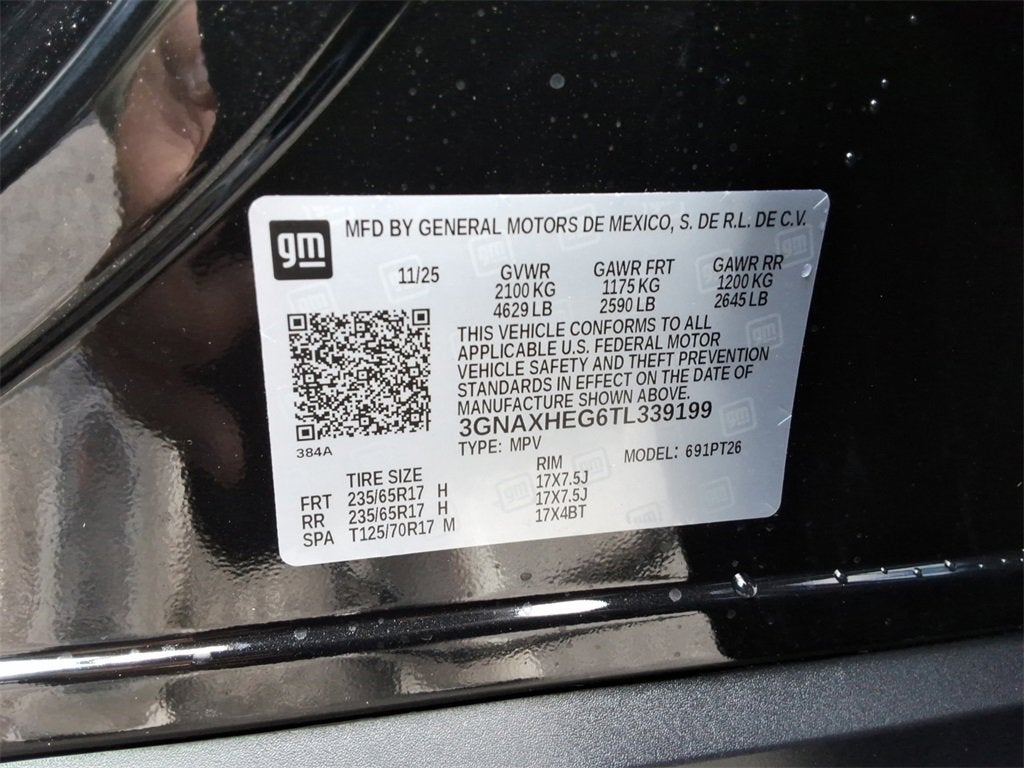 gm
MFD BY GENERAL MOTORS DE MEXICO, S. DE R.L. DE C.V.
11/25 GVWR GAWR FRT GAWR RR
2100 KG 1175 KG 1200 KG
4629 LB 2590 LB 2645 LB
THIS VEHICLE CONFORMS TO ALL
APPLICABLE U.S. FEDERAL MOTOR
VEHICLE SAFETY AND THEFT PREVENTION
STANDARDS IN EFFECT ON THE DATE OF
MANUFACTURE SHOWN ABOVE.
3GNAXHEG6TL339199
384A
TYPE: MPV MODEL: 691PT26
TIRE SIZE RIM
FRT 235/65R17 H 17X7.5J
RR 235/65R17 H 17X7.5J
SPA T125/70R17 M 17X4BT